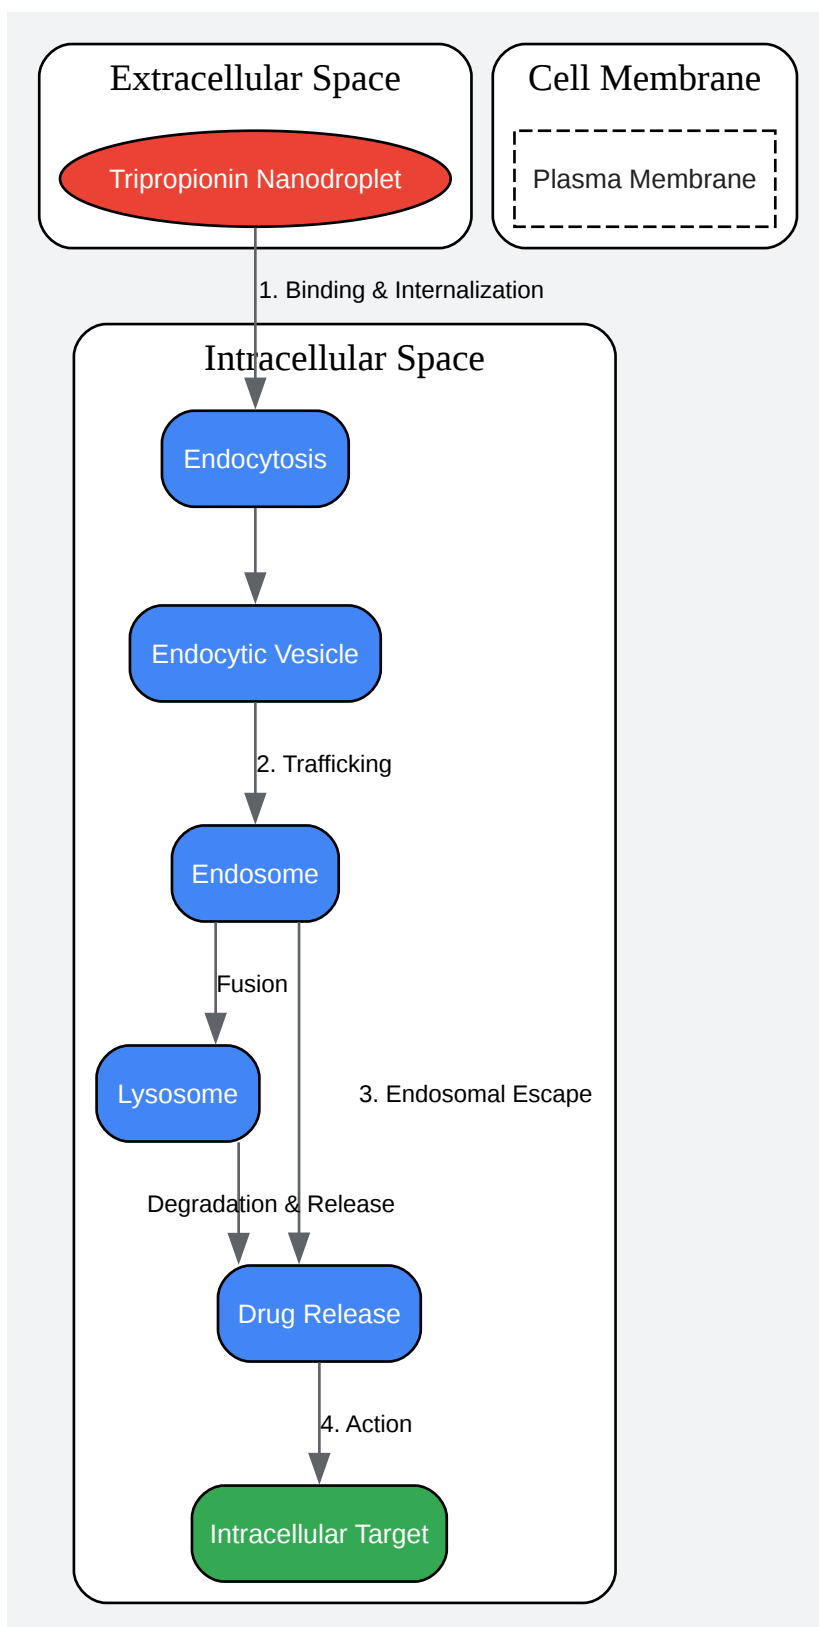 Extracellular Space
Cell Membrane
Tripropionin Nanodroplet
Plasma Membrane
1. Binding & Internalization
Intracellular Space
Endocytosis
Endocytic Vesicle
2. Trafficking
Endosome
Fusion
Lysosome
3. Endosomal Escape
Degradation & Release
Drug Release
4. Action
Intracellular Target